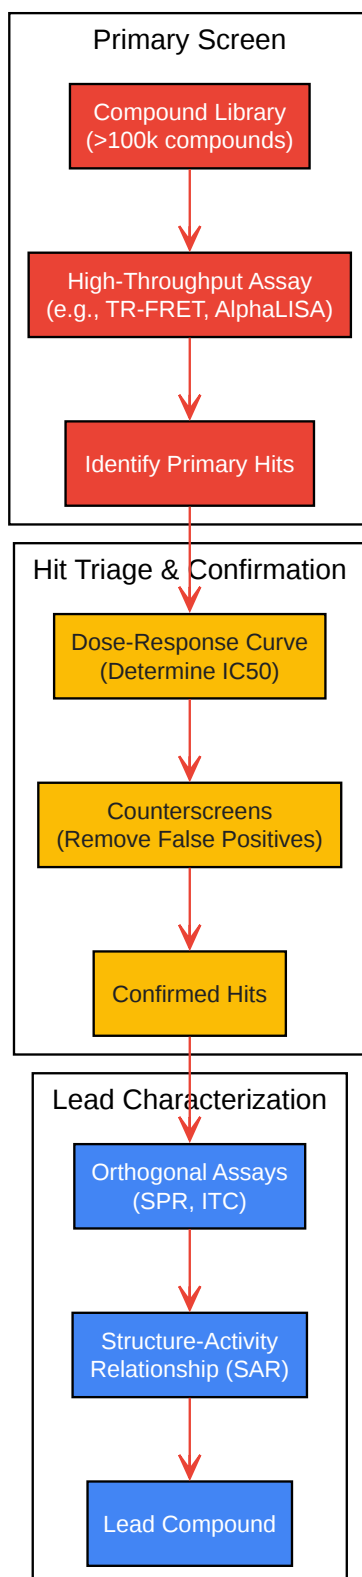 Primary Screen
Compound Library
(>100k compounds)
High-Throughput Assay
(e.g., TR-FRET, AlphaLISA)
Identify Primary Hits
Hit Triage & Confirmation
Dose-Response Curve
(Determine IC50)
Counterscreens
(Remove False Positives)
Confirmed Hits
Lead Characterization
Orthogonal Assays
(SPR, ITC)
Structure-Activity
Relationship (SAR)
Lead Compound